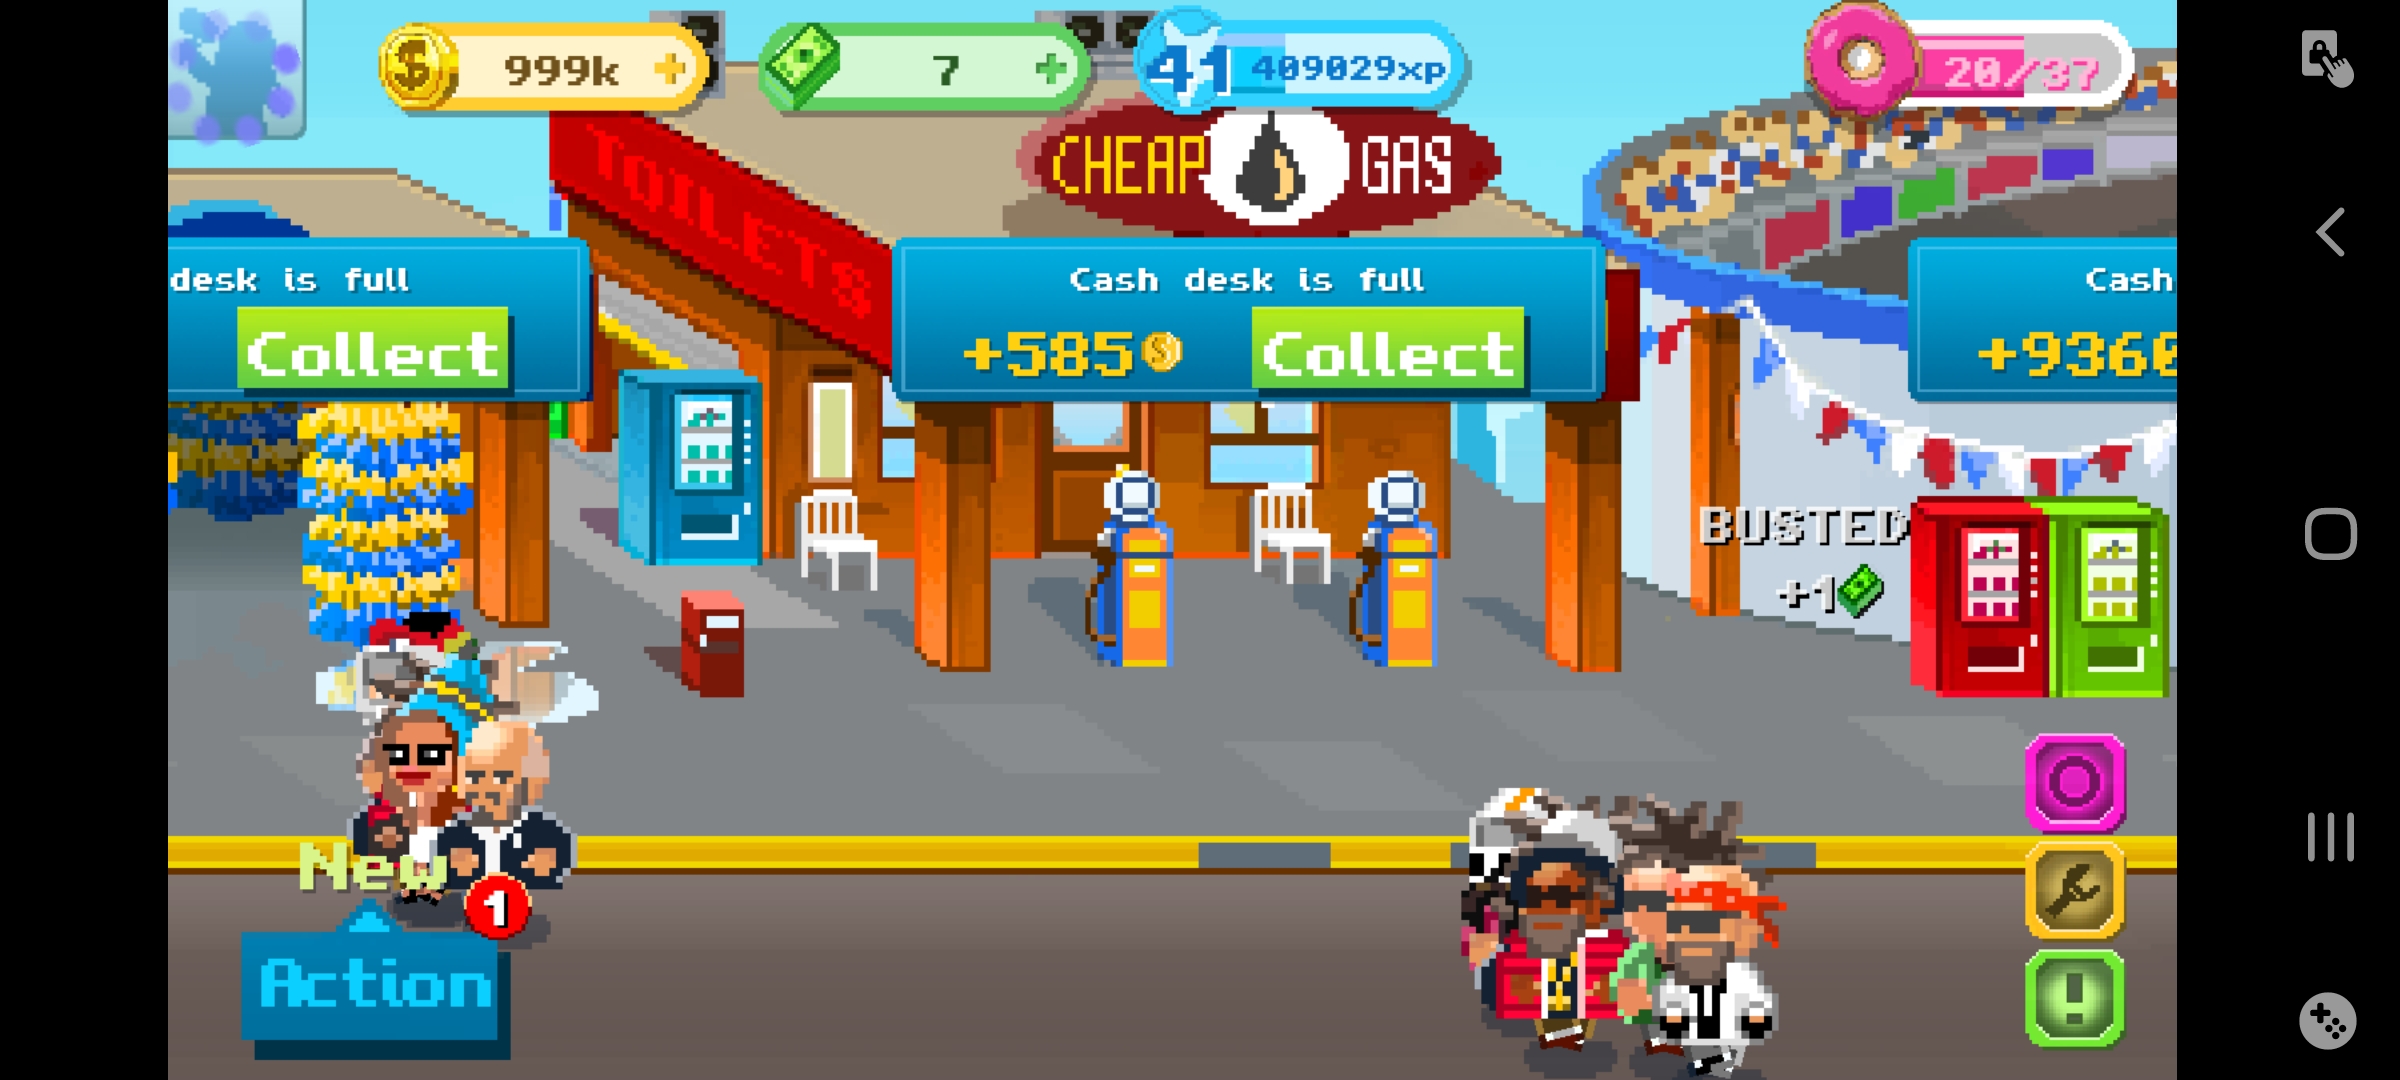 999k
7
41 409029xp
20/37
TOILETS
CHEAP GAS
desk is full
Collect
Cash desk is full
+585 Collect
Cash
+9360
BUSTED
+1
New
1
Action